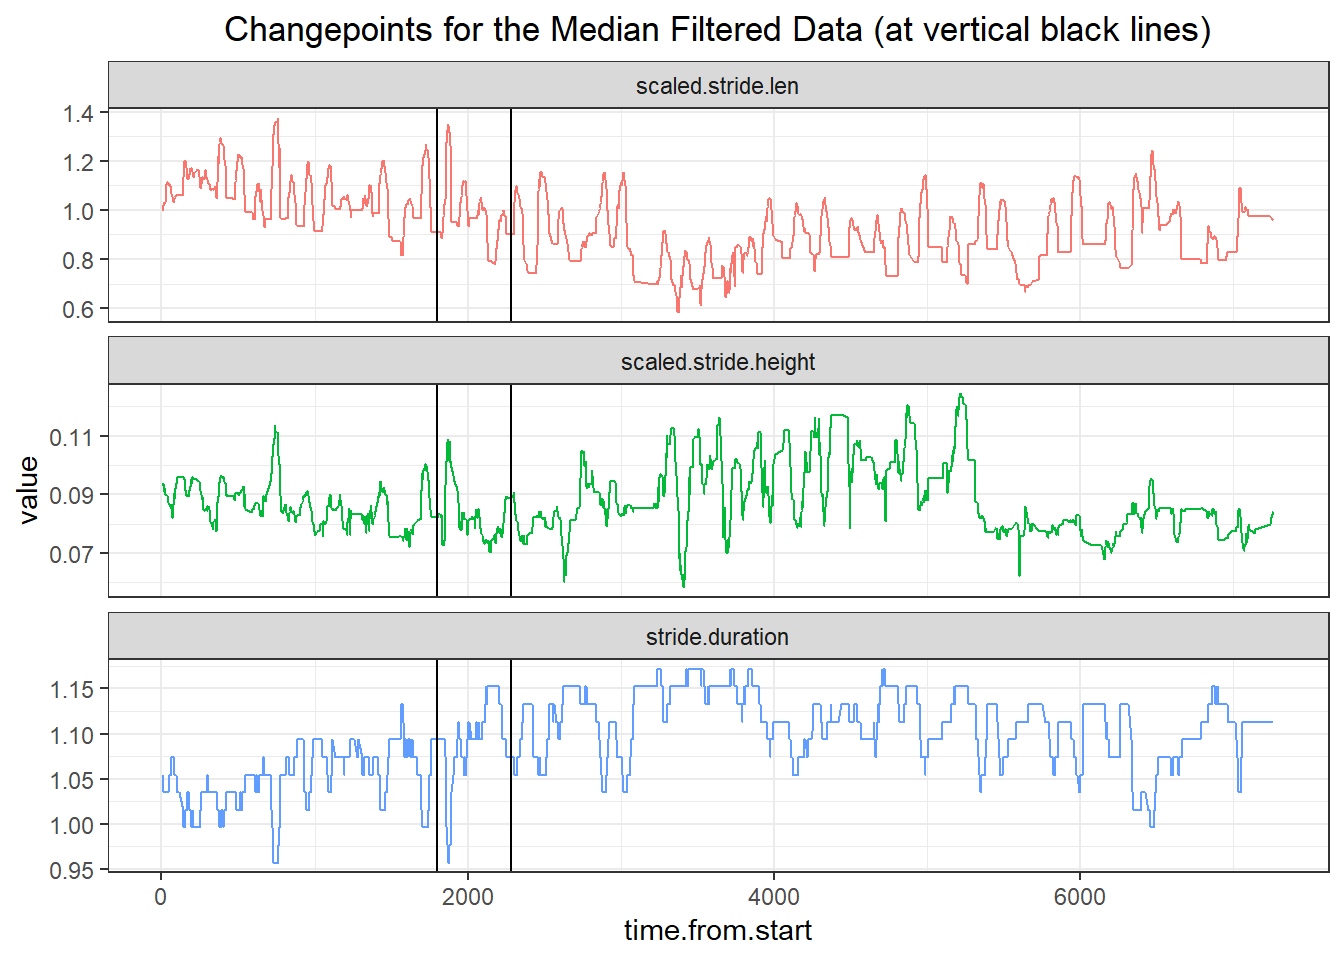 Changepoints for the Median Filtered Data (at vertical black lines)
scaled.stride.len
1.4
1.2
1.0
0.8
0.6
scaled.stride.height
0.11
0.09
0.07
value
stride.duration
1.15
1.10
1.05
1.00
0.95
0 2000 4000 6000
time.from.start